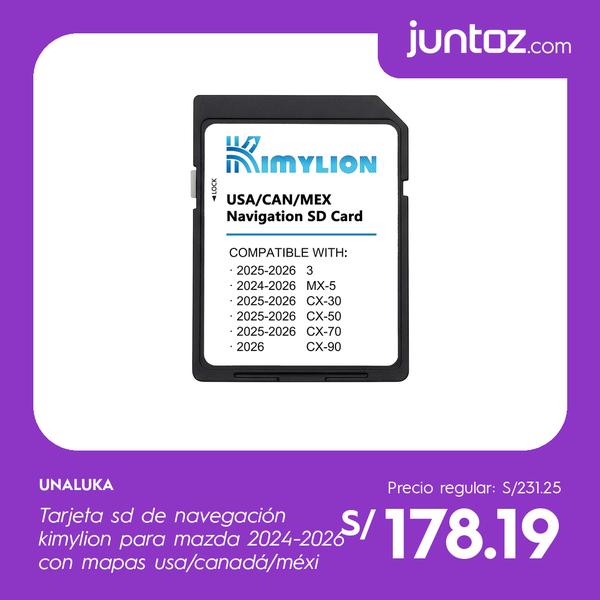 juntoz.com
KIMYLION
◄LOCK
USA/CAN/MEX
Navigation SD Card
COMPATIBLE WITH:
· 2025-2026 3
· 2024-2026 MX-5
· 2025-2026 CX-30
· 2025-2026 CX-50
· 2025-2026 CX-70
· 2026 CX-90
UNALUKA
Tarjeta sd de navegación
kimylion para mazda 2024-2026
con mapas usa/canadá/méxi
Precio regular: S/231.25
S/178.19